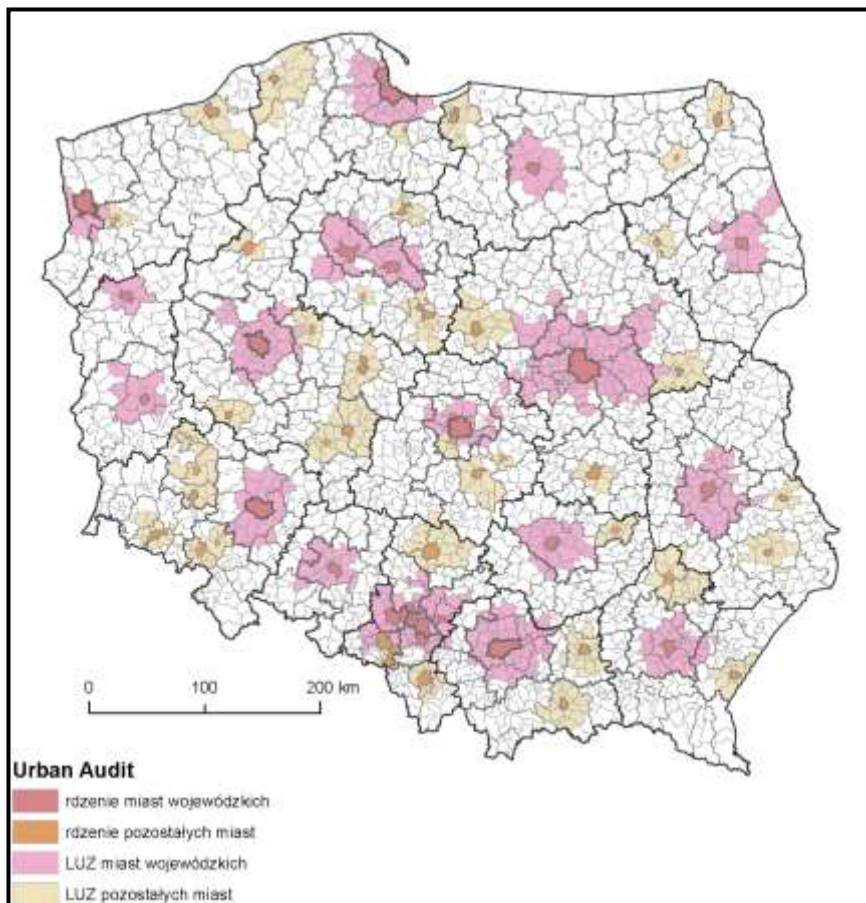 0 100 200 km
Urban Audit
rdzenie miast wojewódzkich
rdzenie pozostałych miast
LUZ miast wojewódzkich
LUZ pozostałych miast